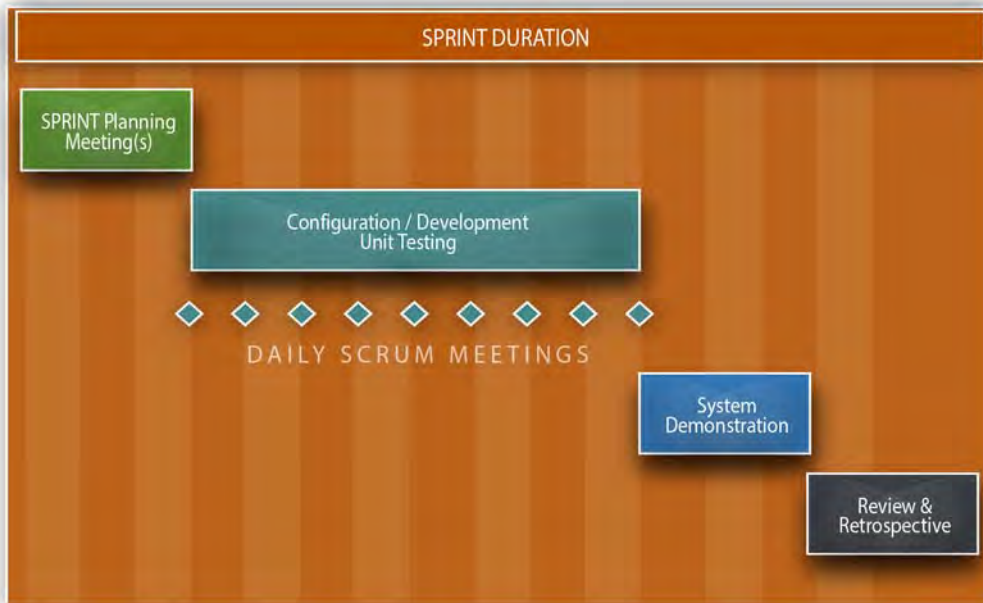 SPRINT DURATION
SPRINT Planning
Meeting(s)
Configuration / Development
Unit Testing
DAILY SCRUM MEETINGS
System
Demonstration
Review &
Retrospective